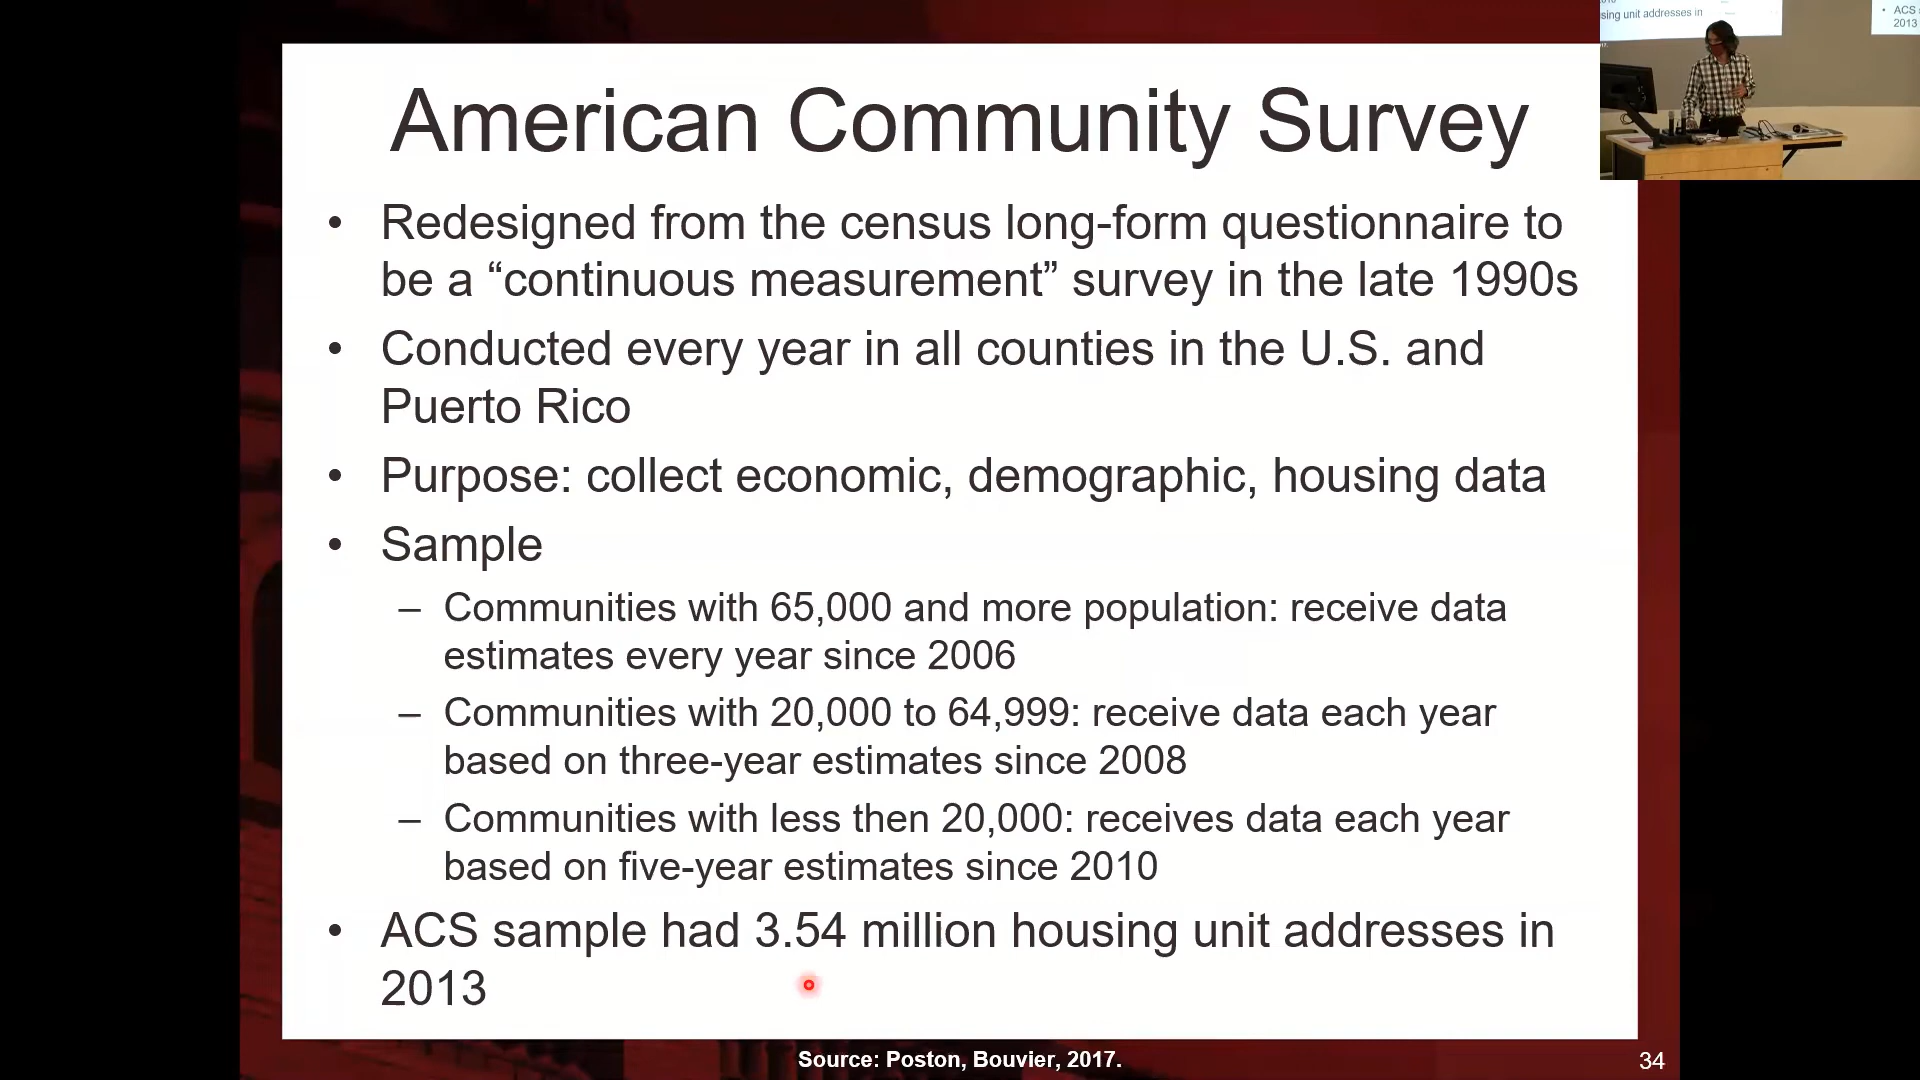 American Community Survey
• Redesigned from the census long-form questionnaire to
be a “continuous measurement” survey in the late 1990s
• Conducted every year in all counties in the U.S. and
Puerto Rico
• Purpose: collect economic, demographic, housing data
• Sample
– Communities with 65,000 and more population: receive data
estimates every year since 2006
– Communities with 20,000 to 64,999: receive data each year
based on three-year estimates since 2008
– Communities with less then 20,000: receives data each year
based on five-year estimates since 2010
• ACS sample had 3.54 million housing unit addresses in
2013
Source: Poston, Bouvier, 2017.
34
unit addresses in
• ACS
2013